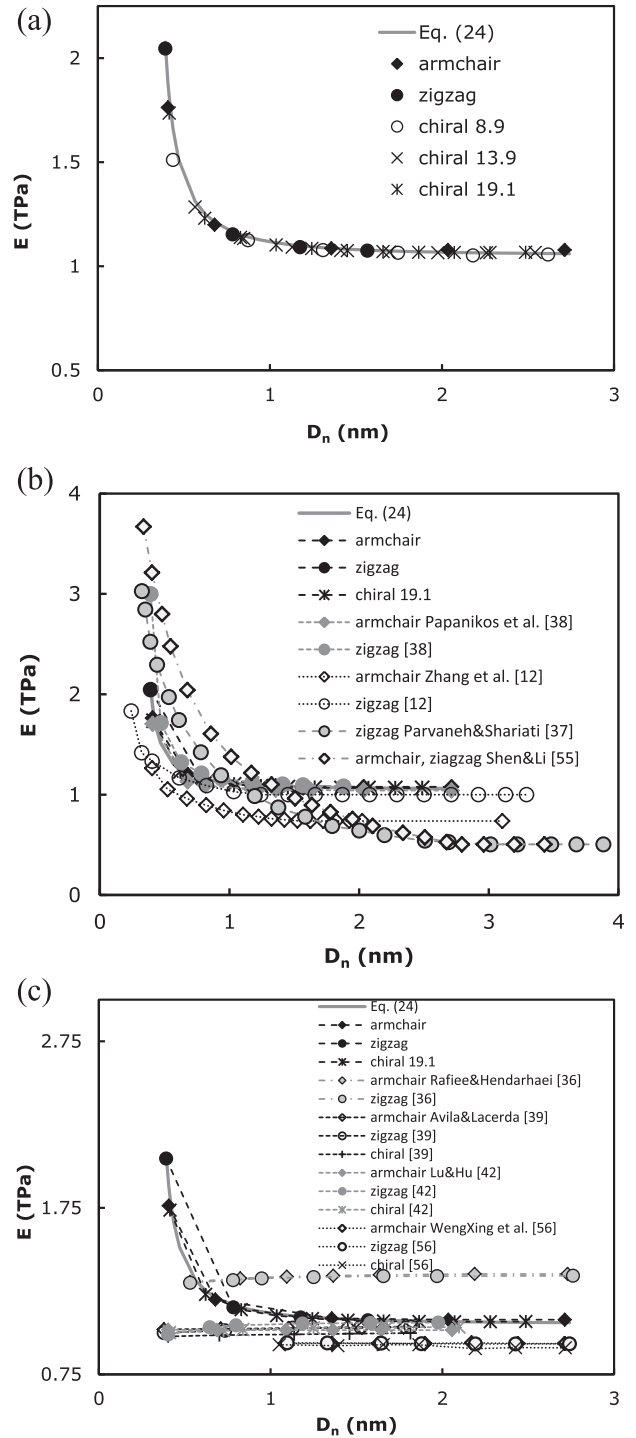 (a)
2
1.5
1
0.5
E (TPa)
0 1 2 3
Dn (nm)
Eq. (24)
armchair
zigzag
chiral 8.9
chiral 13.9
chiral 19.1
(b)
4
3
2
1
0
E (TPa)
0 1 2 3 4
Dn (nm)
Eq. (24)
armchair
zigzag
chiral 19.1
armchair Papanikos et al. [38]
zigzag [38]
armchair Zhang et al. [12]
zigzag [12]
zigzag Parvaneh&Shariati [37]
armchair, ziagzag Shen&Li [55]
(c)
2.75
1.75
0.75
E (TPa)
0 1 2 3
Dn (nm)
Eq. (24)
armchair
zigzag
chiral 19.1
armchair Rafiee&Hendarhaei [36]
zigzag [36]
armchair Avila&Lacerda [39]
zigzag [39]
chiral [39]
armchair Lu&Hu [42]
zigzag [42]
chiral [42]
armchair WengXing et al. [56]
zigzag [56]
chiral [56]